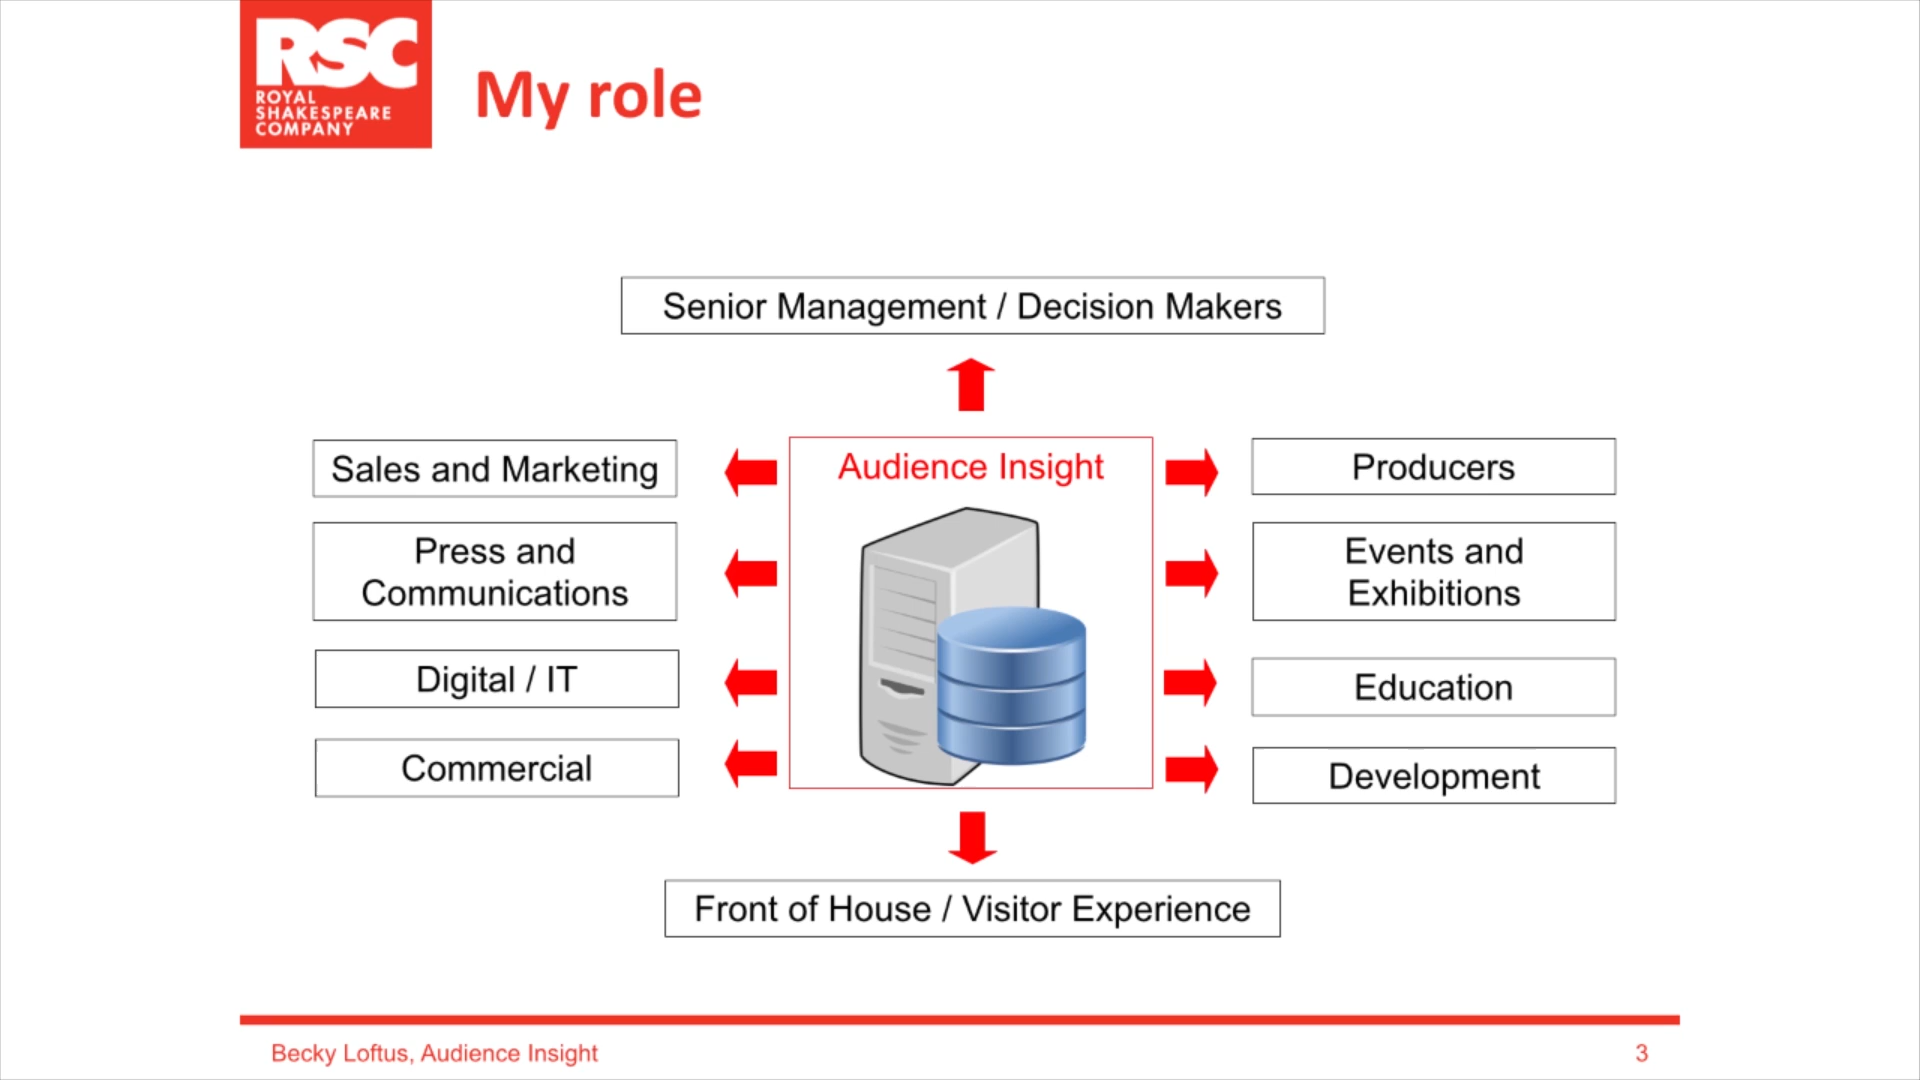 RSC
ROYAL
SHAKESPEARE
COMPANY
My role
Senior Management / Decision Makers
Sales and Marketing
Press and
Communications
Digital / IT
Commercial
Audience Insight
Producers
Events and
Exhibitions
Education
Development
Front of House / Visitor Experience
Becky Loftus, Audience Insight
3